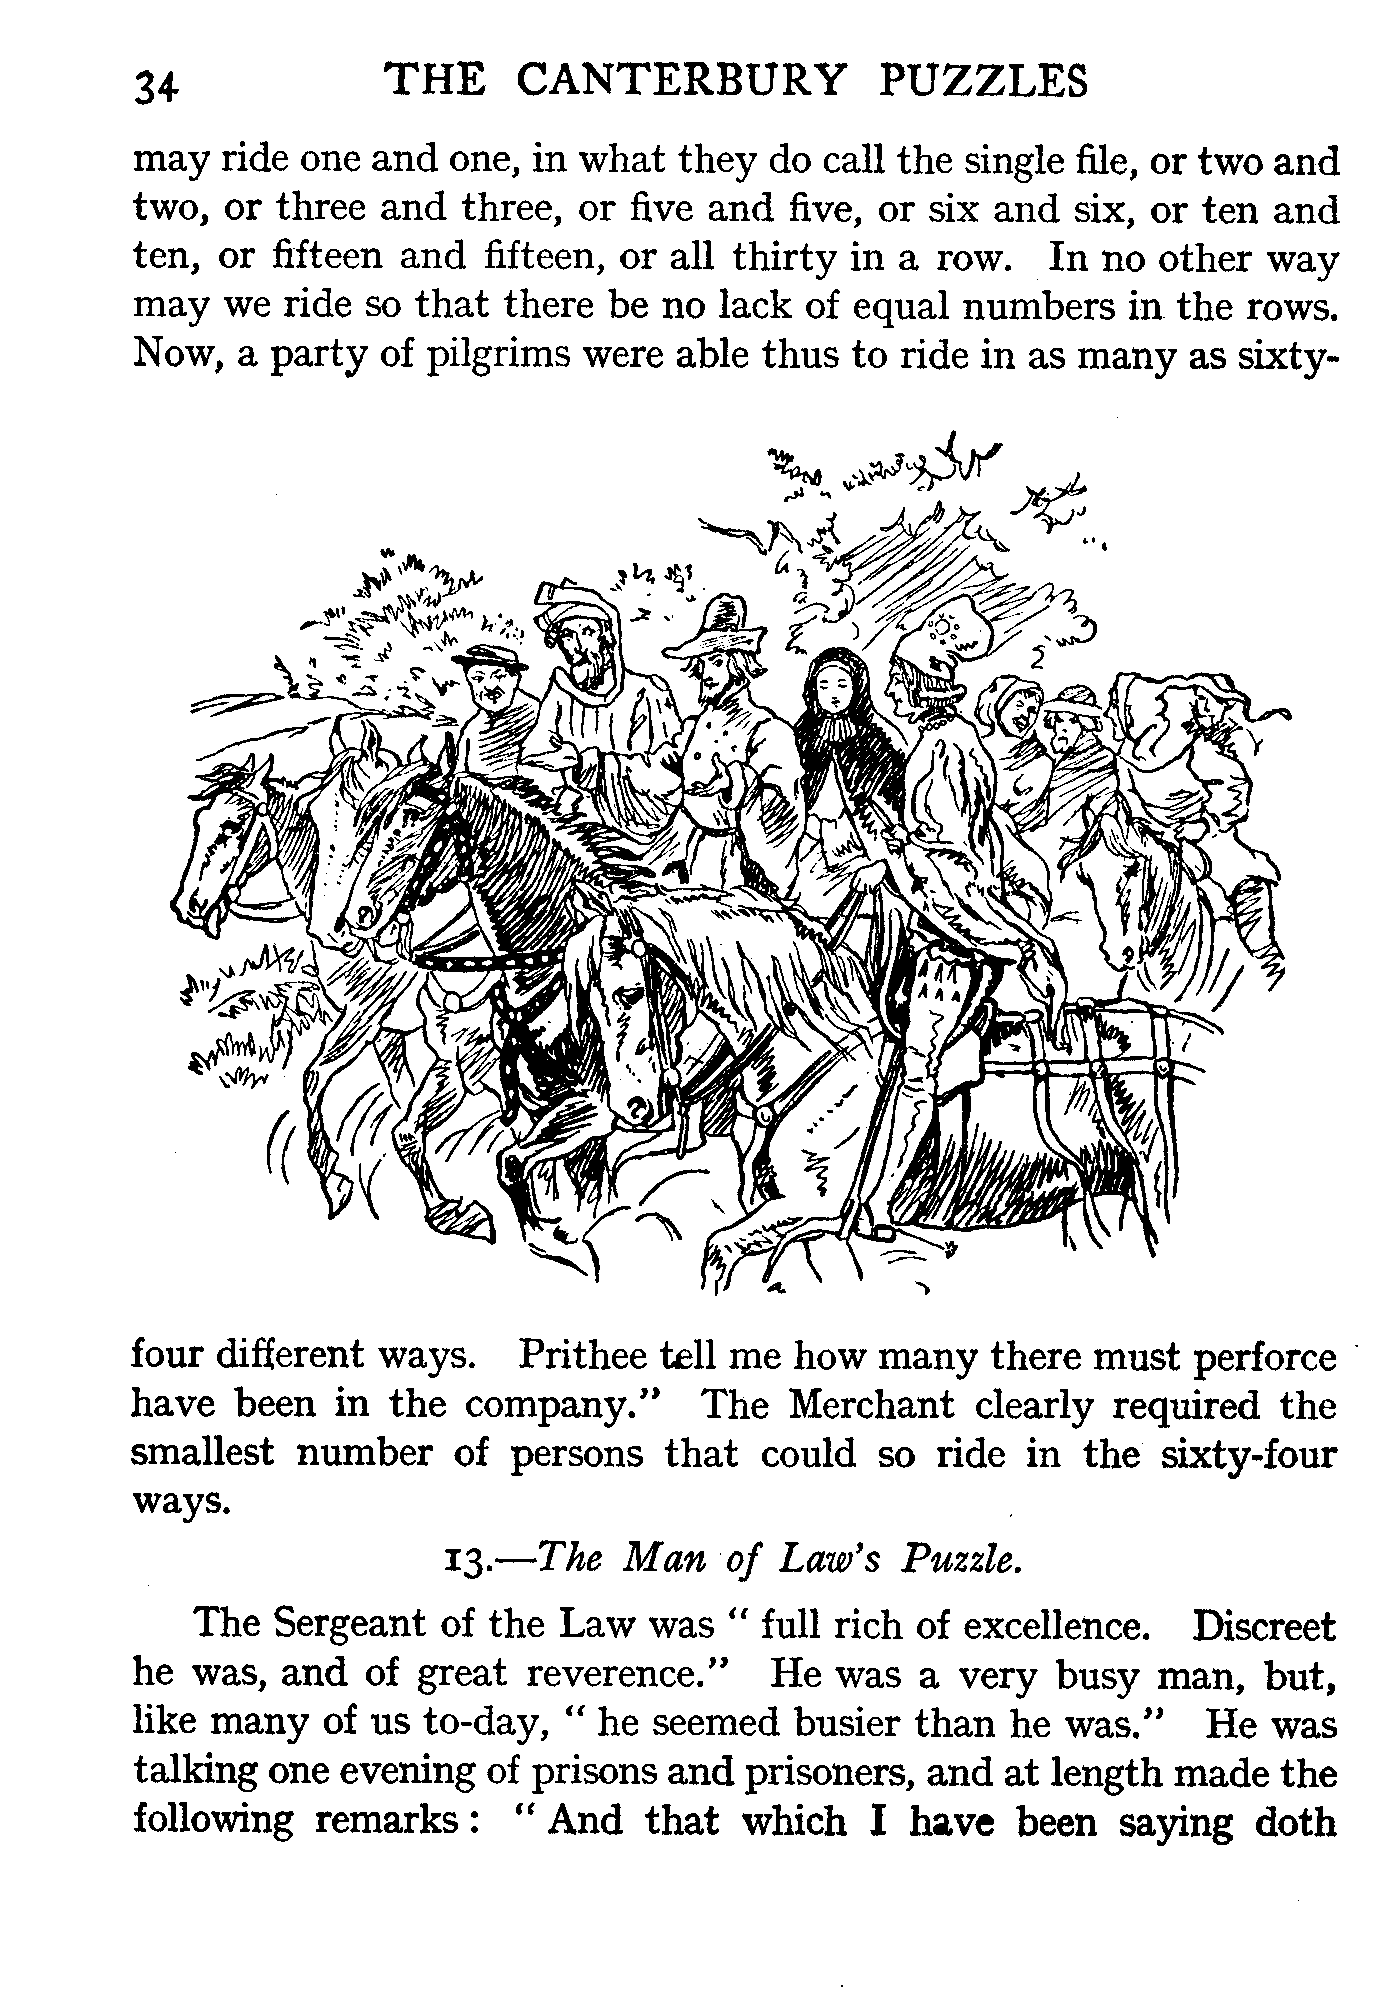 34 THE CANTERBURY PUZZLES
may ride one and one, in what they do call the single file, or two and
two, or three and three, or five and five, or six and six, or ten and
ten, or fifteen and fifteen, or all thirty in a row. In no other way
may we ride so that there be no lack of equal numbers in the rows.
Now, a party of pilgrims were able thus to ride in as many as sixty-
four different ways. Prithee tell me how many there must perforce
have been in the company.” The Merchant clearly required the
smallest number of persons that could so ride in the sixty-four
ways.
13.—The Man of Law’s Puzzle.
The Sergeant of the Law was “ full rich of excellence. Discreet
he was, and of great reverence.” He was a very busy man, but,
like many of us to-day, “ he seemed busier than he was.” He was
talking one evening of prisons and prisoners, and at length made the
following remarks : “ And that which I have been saying doth